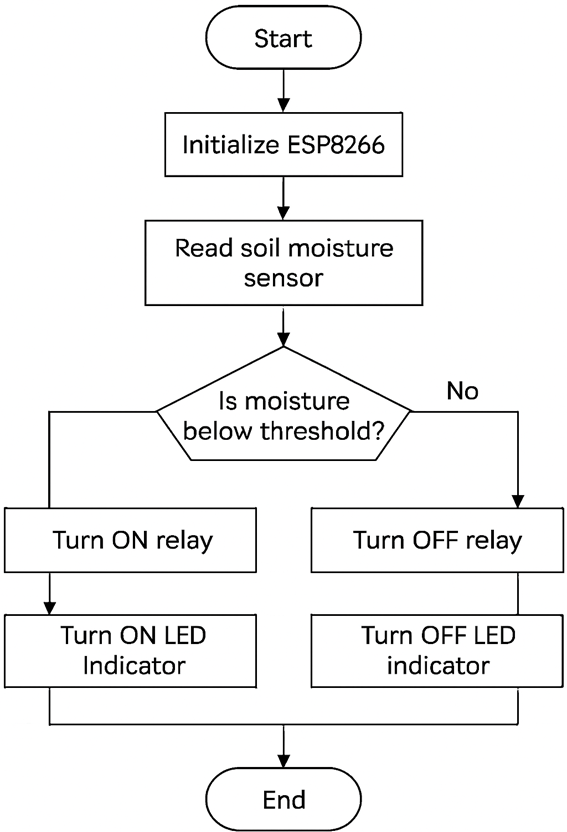 Start
Initialize ESP8266
Read soil moisture
sensor
Is moisture
below threshold?
No
Turn ON relay
Turn OFF relay
Turn ON LED
Indicator
Turn OFF LED
indicator
End